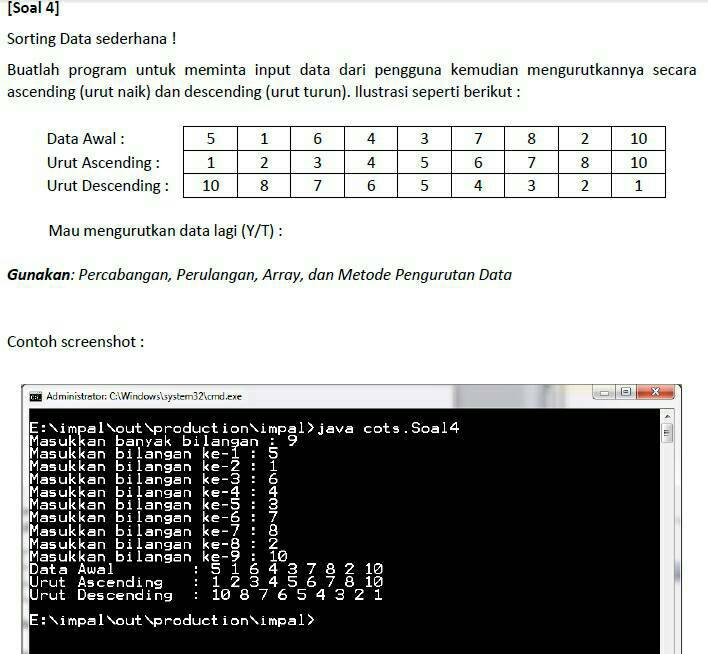 [Soal 4]
Sorting Data sederhana !
Buatlah program untuk meminta input data dari pengguna kemudian mengurutkannya secara
ascending (urut naik) dan descending (urut turun). Ilustrasi seperti berikut :
Data Awal : 5 1 6 4 3 7 8 2 10
Urut Ascending : 1 2 3 4 5 6 7 8 10
Urut Descending : 10 8 7 6 5 4 3 2 1
Mau mengurutkan data lagi (Y/T) :
Gunakan: Percabangan, Perulangan, Array, dan Metode Pengurutan Data
Contoh screenshot :
Administrator: C:\Windows\system32\cmd.exe
E:\impal\out\production\impal>java cots.Soal4
Masukkan banyak bilangan : 9
Masukkan bilangan ke-1 : 5
Masukkan bilangan ke-2 : 1
Masukkan bilangan ke-3 : 6
Masukkan bilangan ke-4 : 4
Masukkan bilangan ke-5 : 3
Masukkan bilangan ke-6 : 7
Masukkan bilangan ke-7 : 8
Masukkan bilangan ke-8 : 2
Masukkan bilangan ke-9 : 10
Data Awal : 5 1 6 4 3 7 8 2 10
Urut Ascending : 1 2 3 4 5 6 7 8 10
Urut Descending : 10 8 7 6 5 4 3 2 1
E:\impal\out\production\impal>